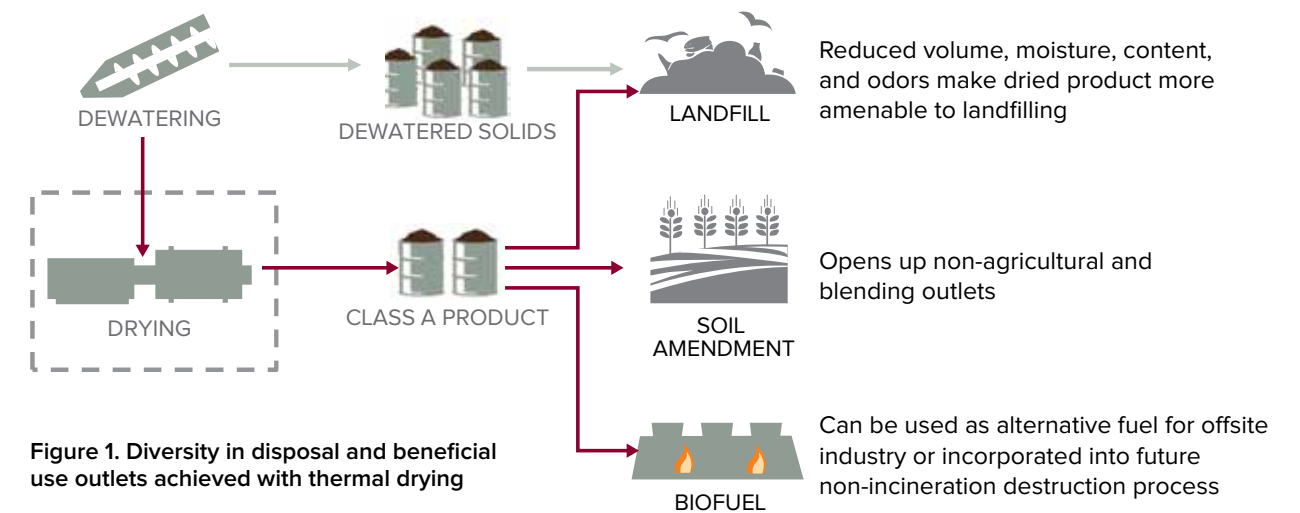 DEWATERING
DEWATERED SOLIDS
LANDFILL
Reduced volume, moisture, content,
and odors make dried product more
amenable to landfilling
DRYING
CLASS A PRODUCT
SOIL
AMENDMENT
Opens up non-agricultural and
blending outlets
BIOFUEL
Can be used as alternative fuel for offsite
industry or incorporated into future
non-incineration destruction process
Figure 1. Diversity in disposal and beneficial
use outlets achieved with thermal drying